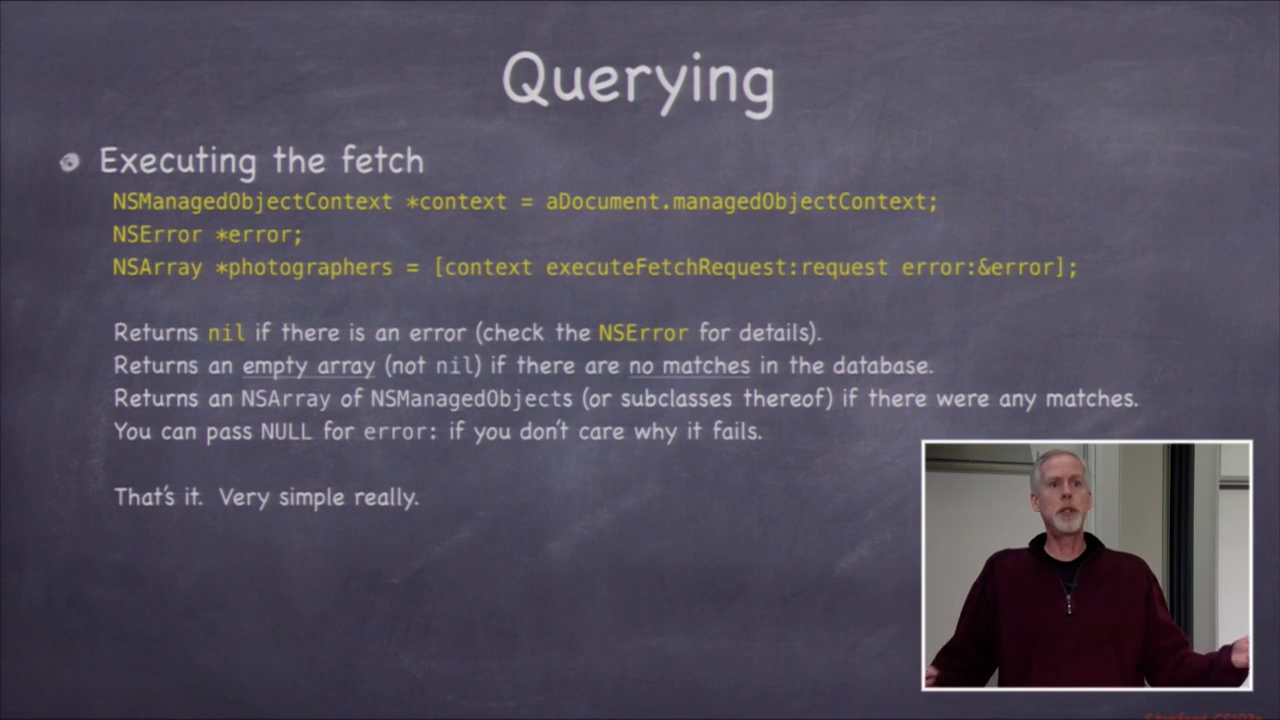 Querying
Executing the fetch
NSManagedObjectContext *context = aDocument.managedObjectContext;
NSError *error;
NSArray *photographers = [context executeFetchRequest:request error:&error];
Returns nil if there is an error (check the NSError for details).
Returns an empty array (not nil) if there are no matches in the database.
Returns an NSArray of NSManagedObjects (or subclasses thereof) if there were any matches.
You can pass NULL for error: if you don't care why it fails.
That's it. Very simple really.